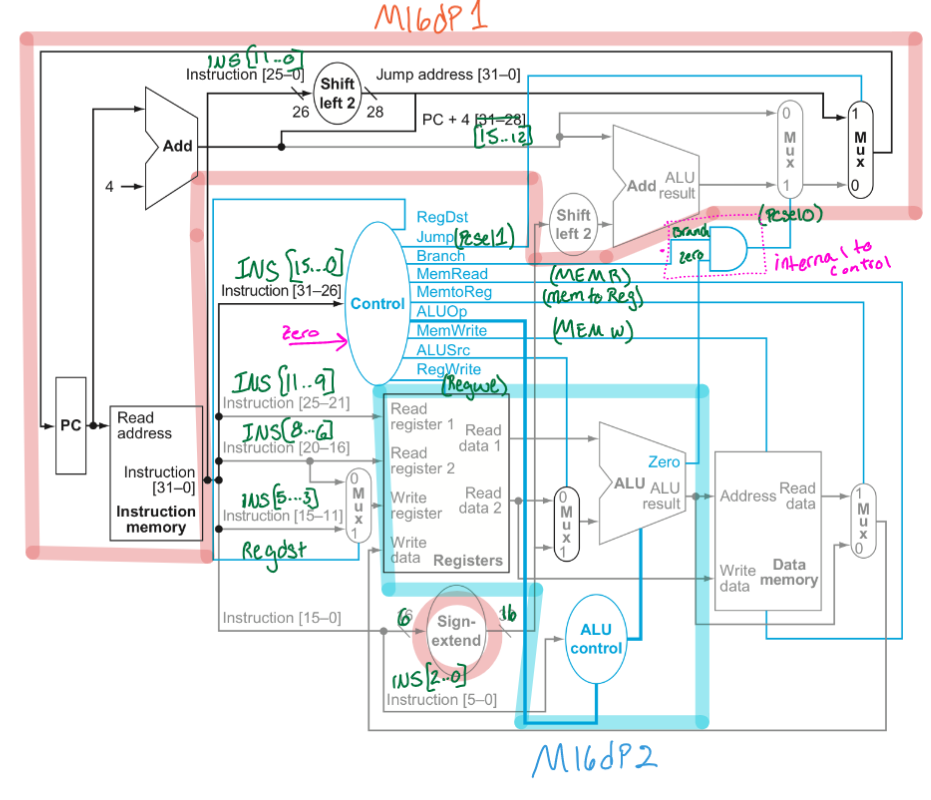 M16dP1
INS[11..0]
Instruction [25–0]
Shift left 2
Jump address [31–0]
26
28
PC + 4 [31–28]
[15..12]
Add
4
0
Mux
1
1
Mux
0
Add ALU result
Shift left 2
RegDst
Jump (Pcsel1)
Branch
MemRead (MEMR)
MemtoReg (mem to Reg)
ALUOp
MemWrite (MEM W)
ALUSrc
RegWrite
(Regwe)
(Pcsel0)
Branch
Zero
internal to control
INS[15...0]
Instruction [31–26]
Control
Zero
INS[11..9]
Instruction [25–21]
INS[8...6]
Instruction [20–16]
INS[5...3]
Instruction [15–11]
Regdst
PC
Read address
Instruction [31–0]
Instruction memory
0
Mux
1
Read register 1
Read register 2
Write register
Write data
Read data 1
Read data 2
Registers
0
Mux
1
Zero
ALU ALU result
Address
Read data
Write data
Data memory
1
Mux
0
Instruction [15–0]
6
Sign-extend
16
ALU control
INS[2..0]
Instruction [5–0]
M16dP2